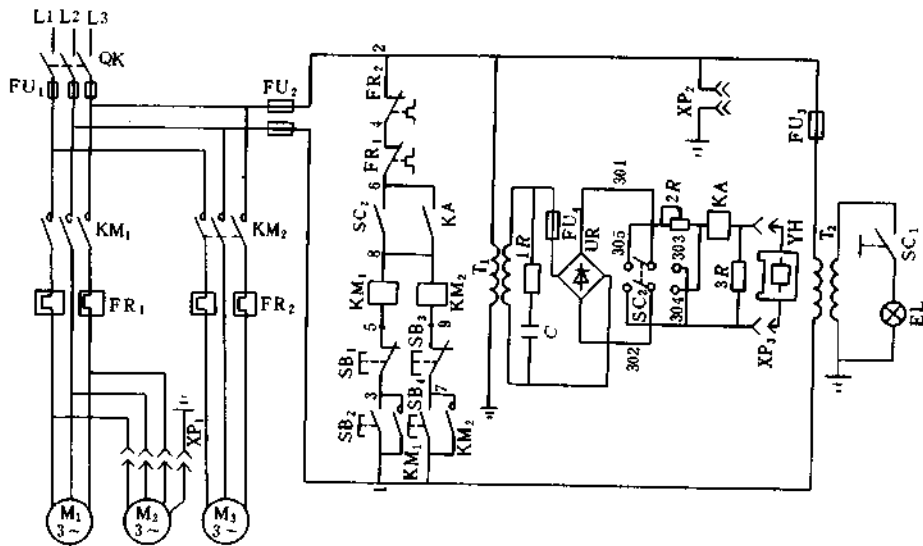 L1 L2 L3
QK
FU1
FU2
2
FR2
4
FR1
6
SC2
KA
8
KM1
KM2
5
SB3
9
SB1
SB4
7
3
SB2
KM1
KM2
1
KM1
KM2
FR1
FR2
XP1
M1
3~
M2
3~
M3
3~
T1
1R
C
FU4
UR
301
302
305
SC2
304
303
2R
KA
3R
YH
XP3
XP2
FU3
T2
SC1
EL